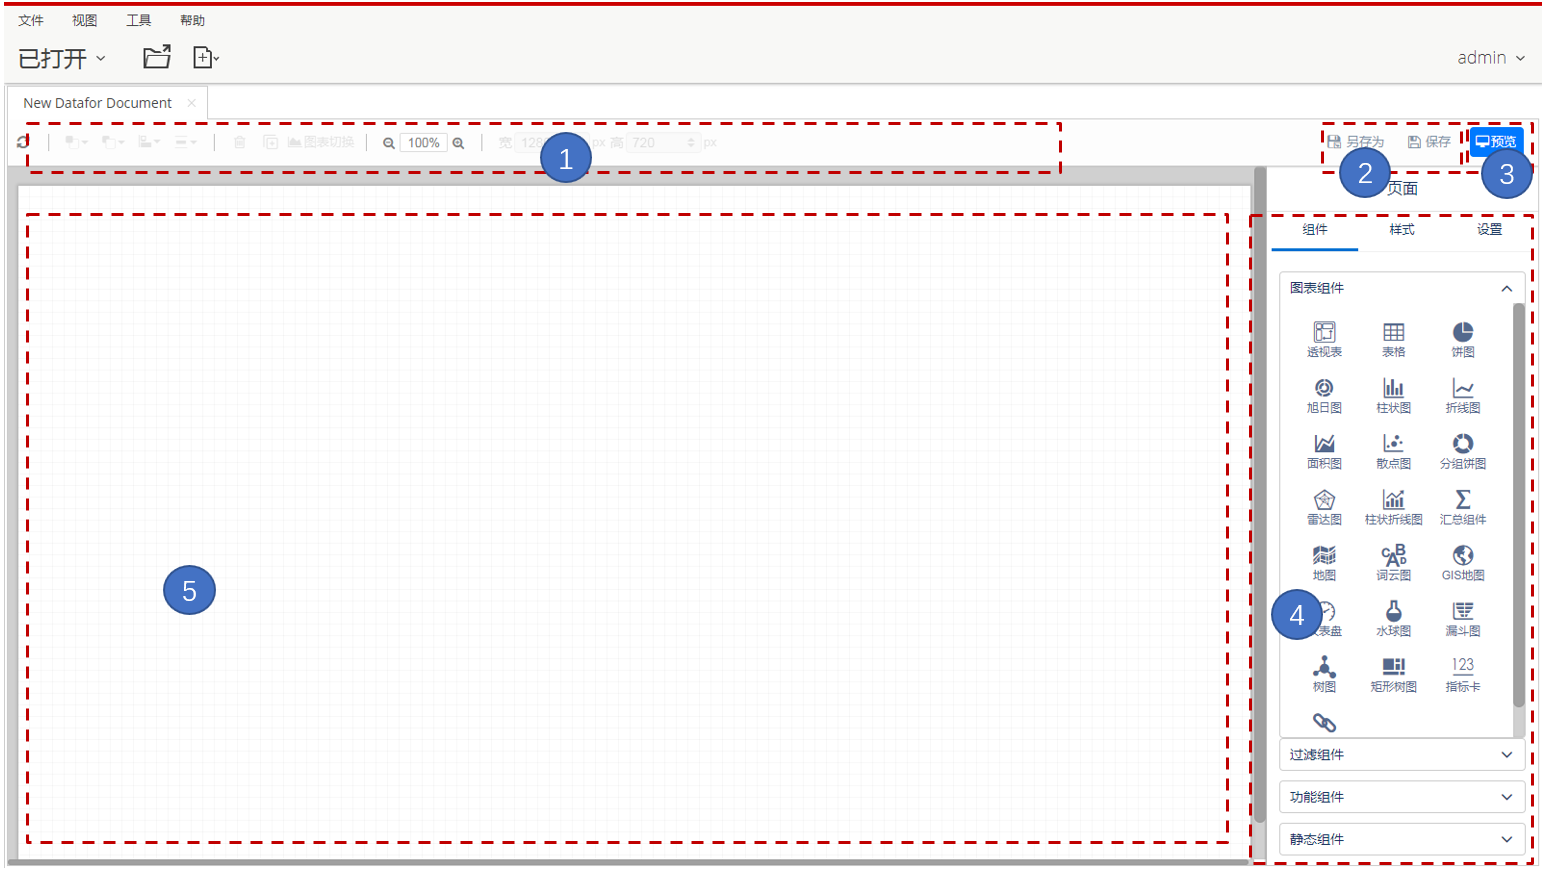 文件 视图 工具 帮助
已打开
admin
New Datafor Document
图表切换 100% 宽 128 px 高 720 px
另存为 保存 预览
1
2
3
页面
组件 样式 设置
图表组件
透视表 表格 饼图
旭日图 柱状图 折线图
面积图 散点图 分组饼图
雷达图 柱状折线图 汇总组件
地图 词云图 GIS地图
5
4
表盘 水球图 漏斗图
123
树图 矩形树图 指标卡
过滤组件
功能组件
静态组件